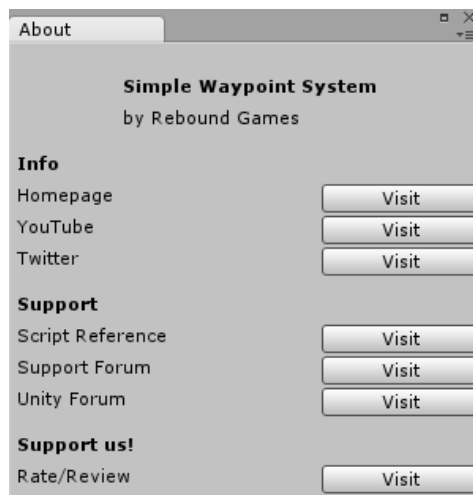 About
Simple Waypoint System
by Rebound Games
Info
Homepage Visit
YouTube Visit
Twitter Visit
Support
Script Reference Visit
Support Forum Visit
Unity Forum Visit
Support us!
Rate/Review Visit